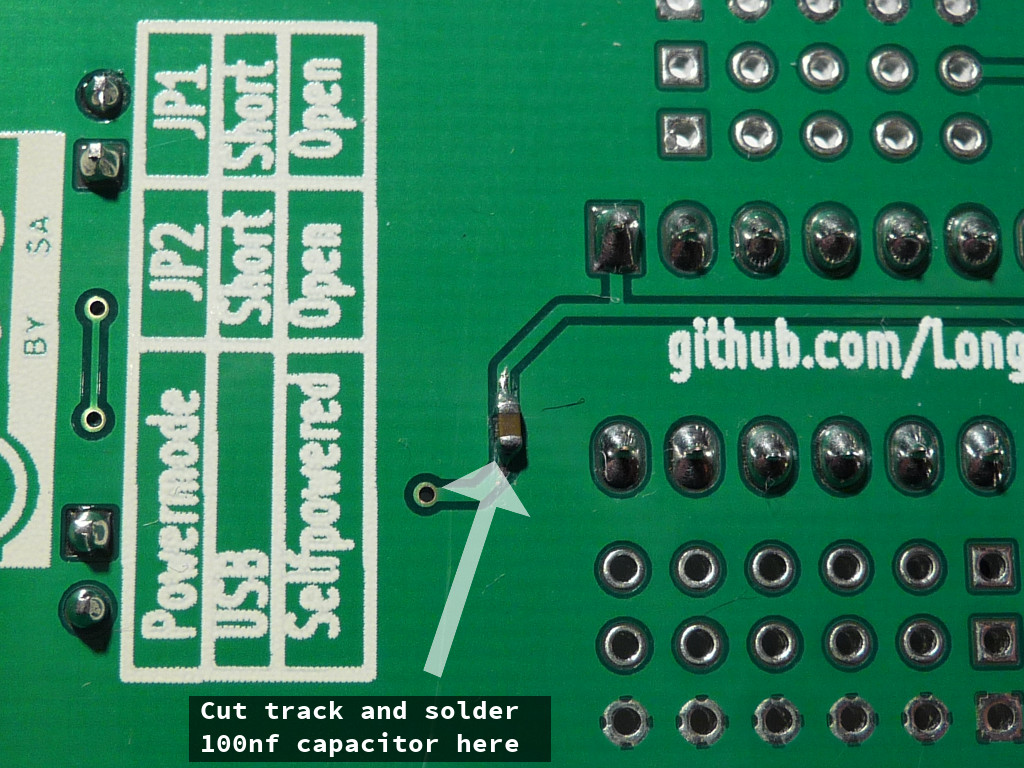 JP1
Short
Open
JP2
Short
Open
Powermode
USB
Selfpowered
BY SA
github.com/Long
Cut track and solder
100nf capacitor here